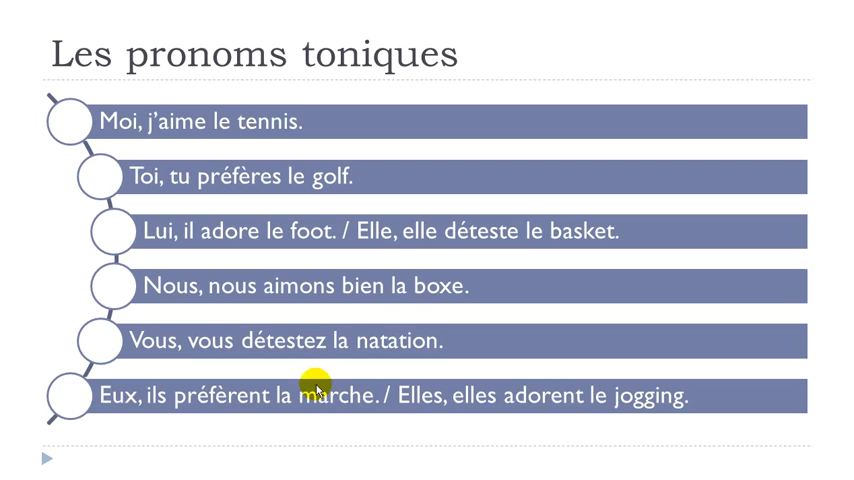 Les pronoms toniques
Moi, j'aime le tennis.
Toi, tu préfères le golf.
Lui, il adore le foot. / Elle, elle déteste le basket.
Nous, nous aimons bien la boxe.
Vous, vous détestez la natation.
Eux, ils préfèrent la marche. / Elles, elles adorent le jogging.